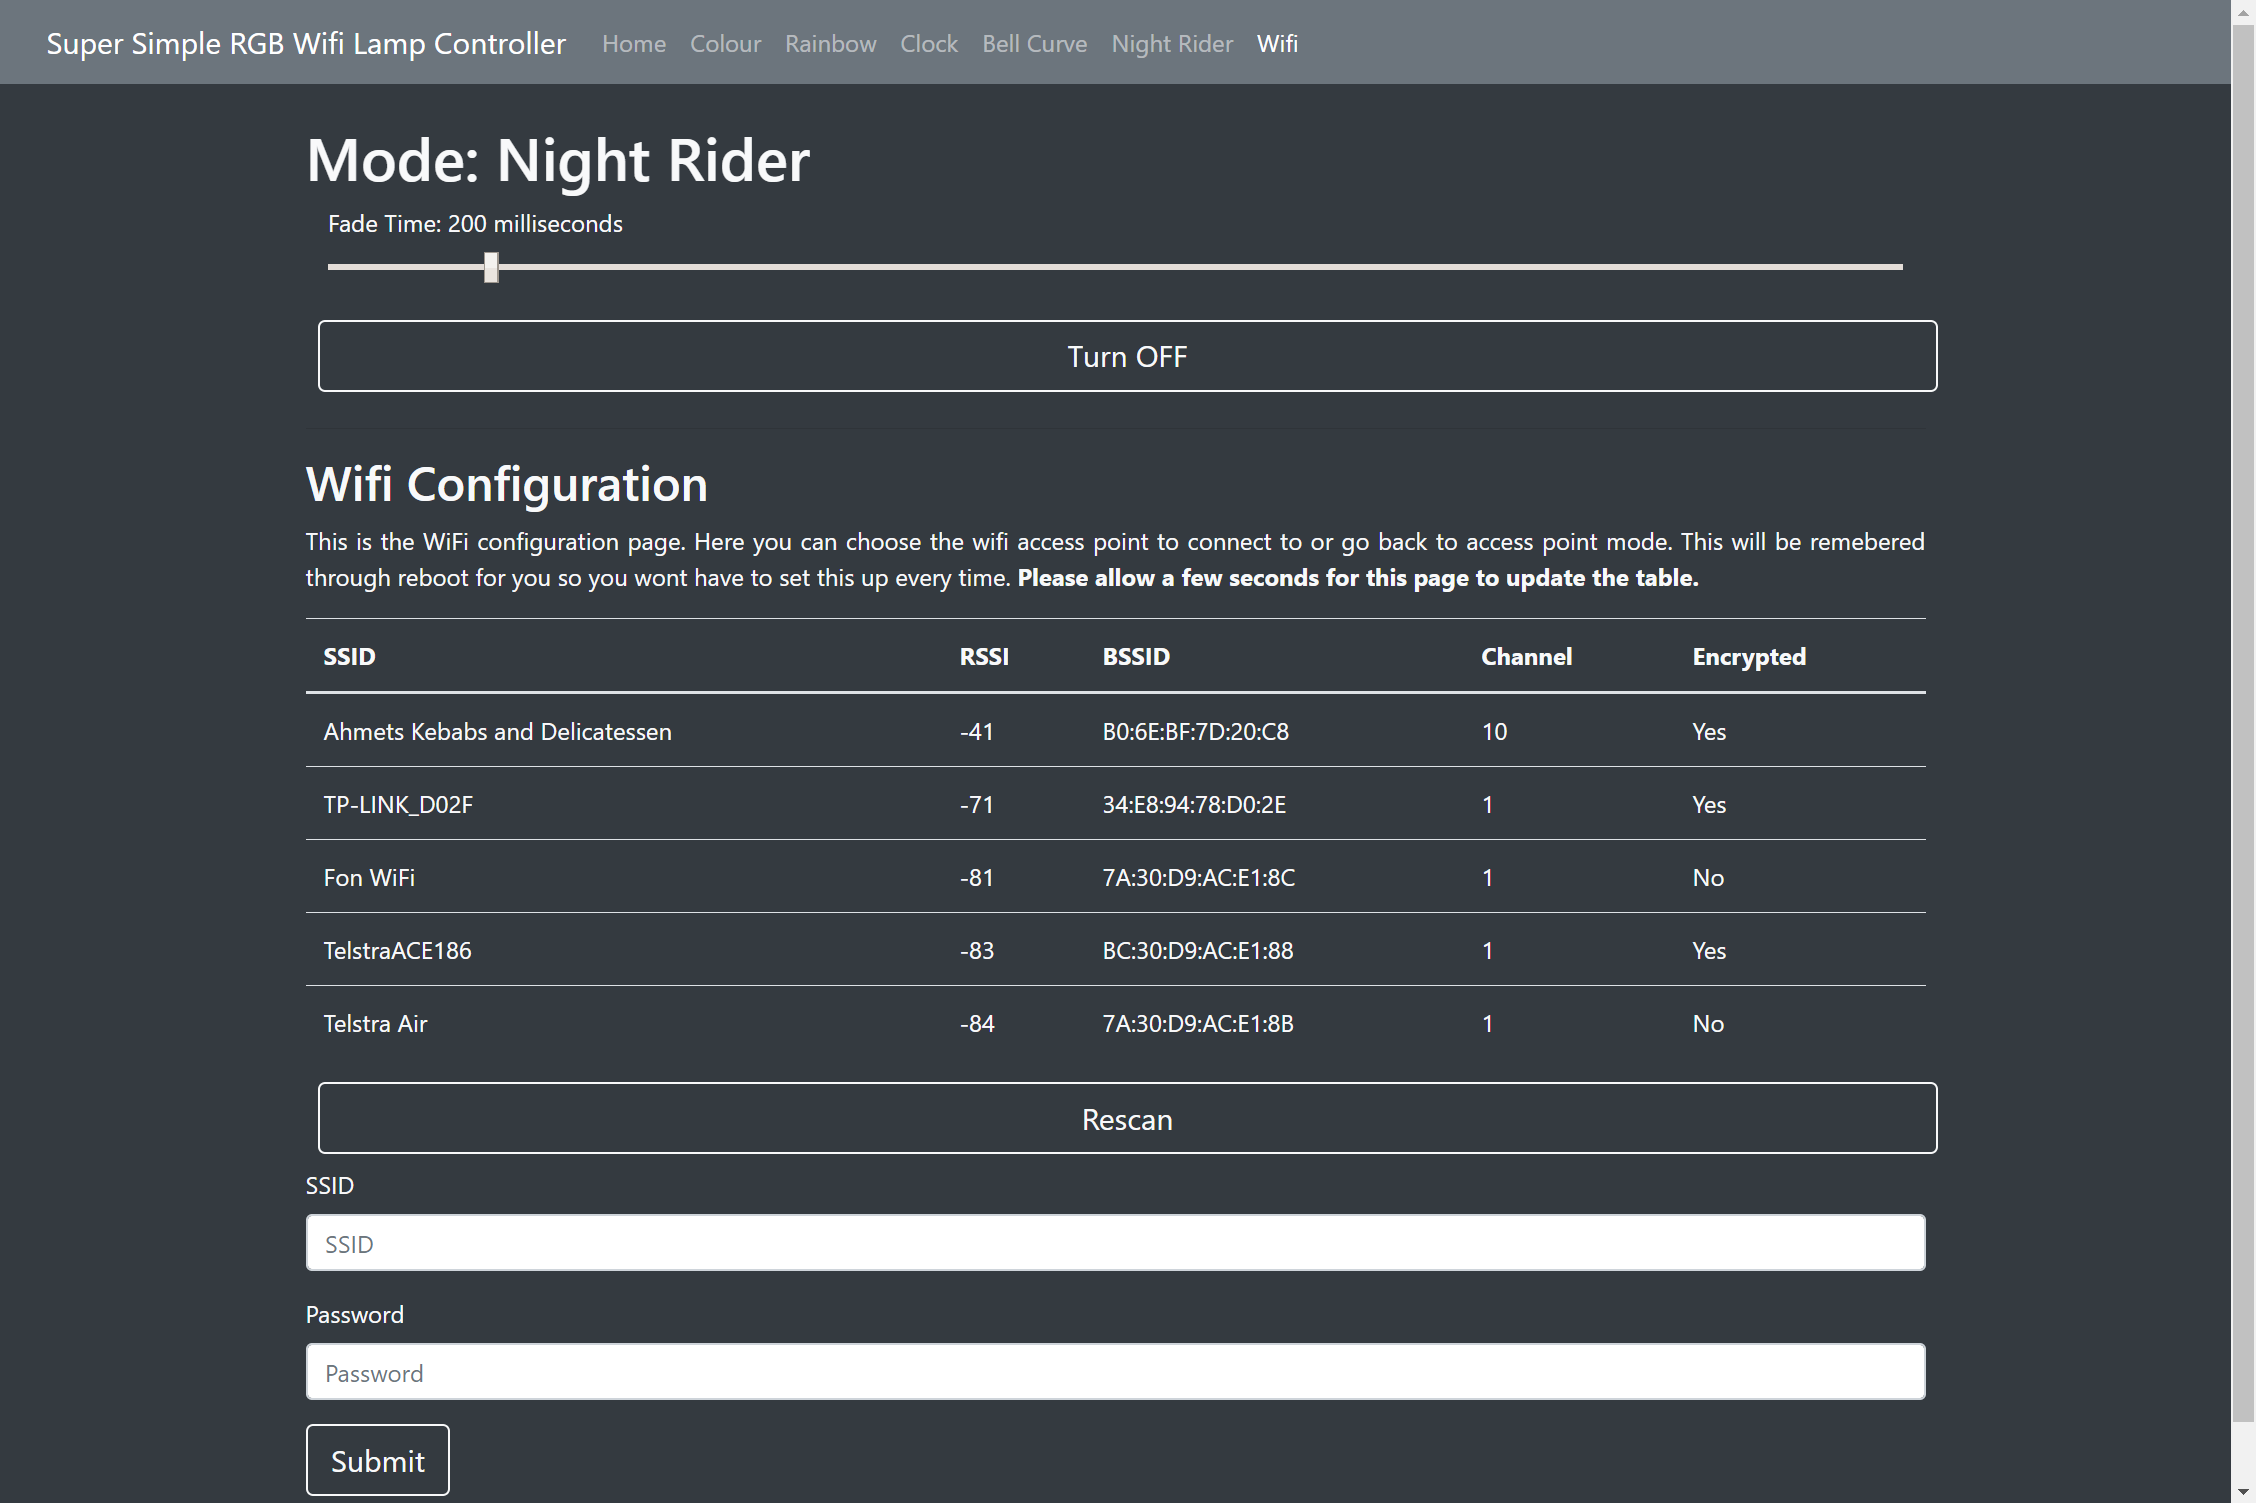 Super Simple RGB Wifi Lamp Controller Home Colour Rainbow Clock Bell Curve Night Rider Wifi
Mode: Night Rider
Fade Time: 200 milliseconds
Turn OFF
Wifi Configuration
This is the WiFi configuration page. Here you can choose the wifi access point to connect to or go back to access point mode. This will be remebered
through reboot for you so you wont have to set this up every time. Please allow a few seconds for this page to update the table.
SSID RSSI BSSID Channel Encrypted
Ahmets Kebabs and Delicatessen -41 B0:6E:BF:7D:20:C8 10 Yes
TP-LINK_D02F -71 34:E8:94:78:D0:2E 1 Yes
Fon WiFi -81 7A:30:D9:AC:E1:8C 1 No
TelstraACE186 -83 BC:30:D9:AC:E1:88 1 Yes
Telstra Air -84 7A:30:D9:AC:E1:8B 1 No
Rescan
SSID
SSID
Password
Password
Submit